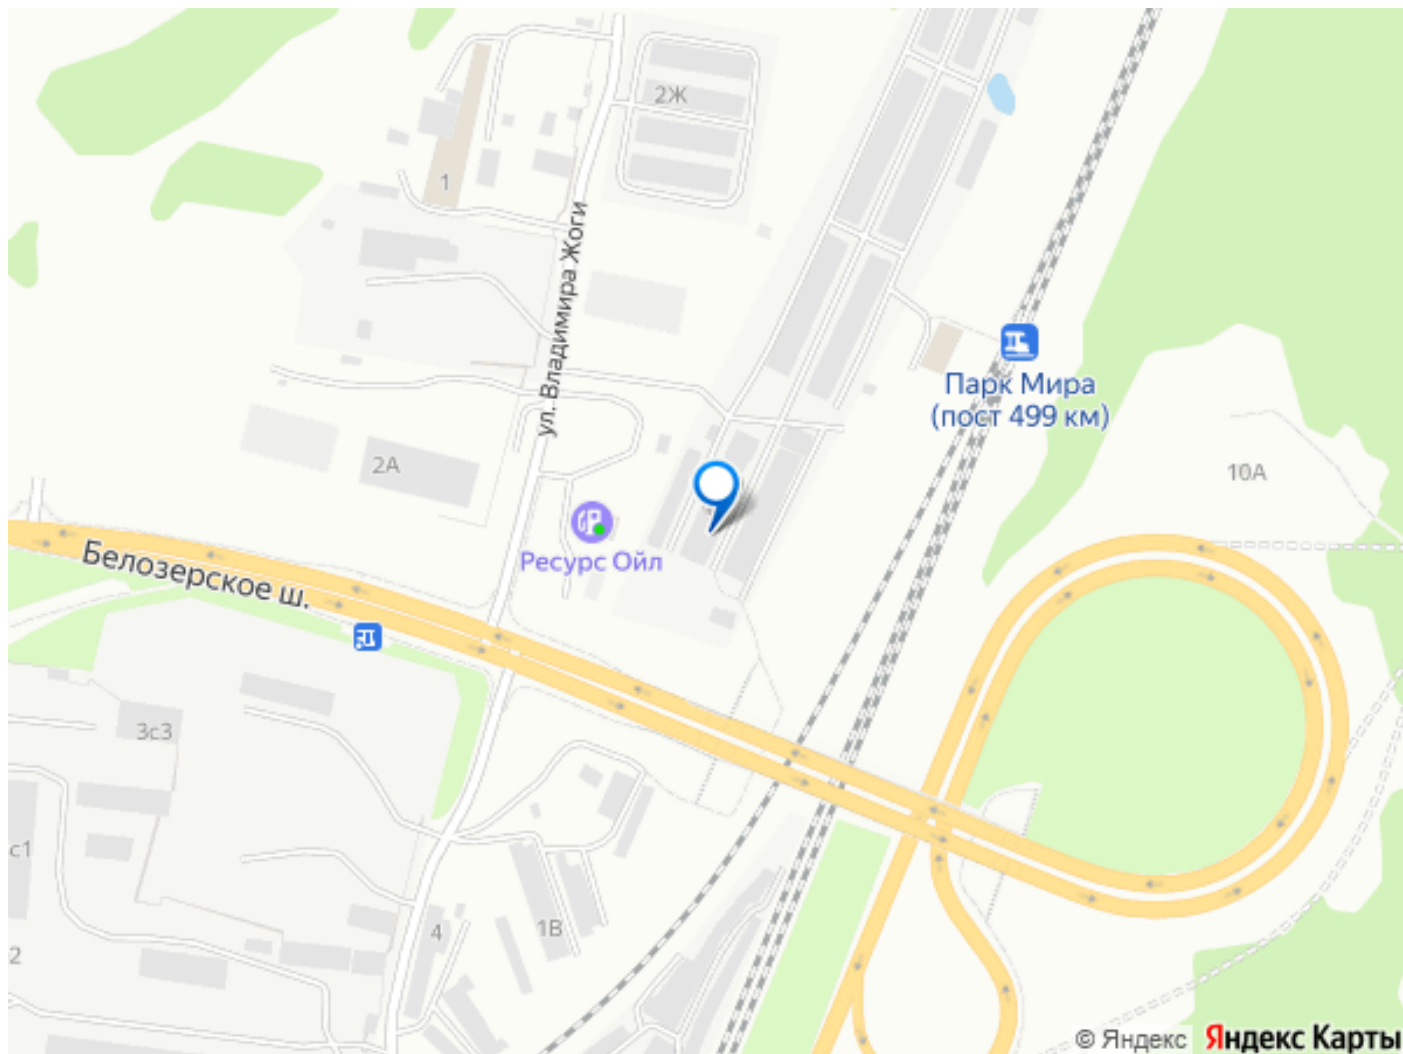 2Ж
1
ул. Владимира Жоги
Парк Мира
(пост 499 км)
2А
10А
Ресурс Ойл
Белозерское ш.
3с3
с1
1В
4
2
© Яндекс Яндекс Карты